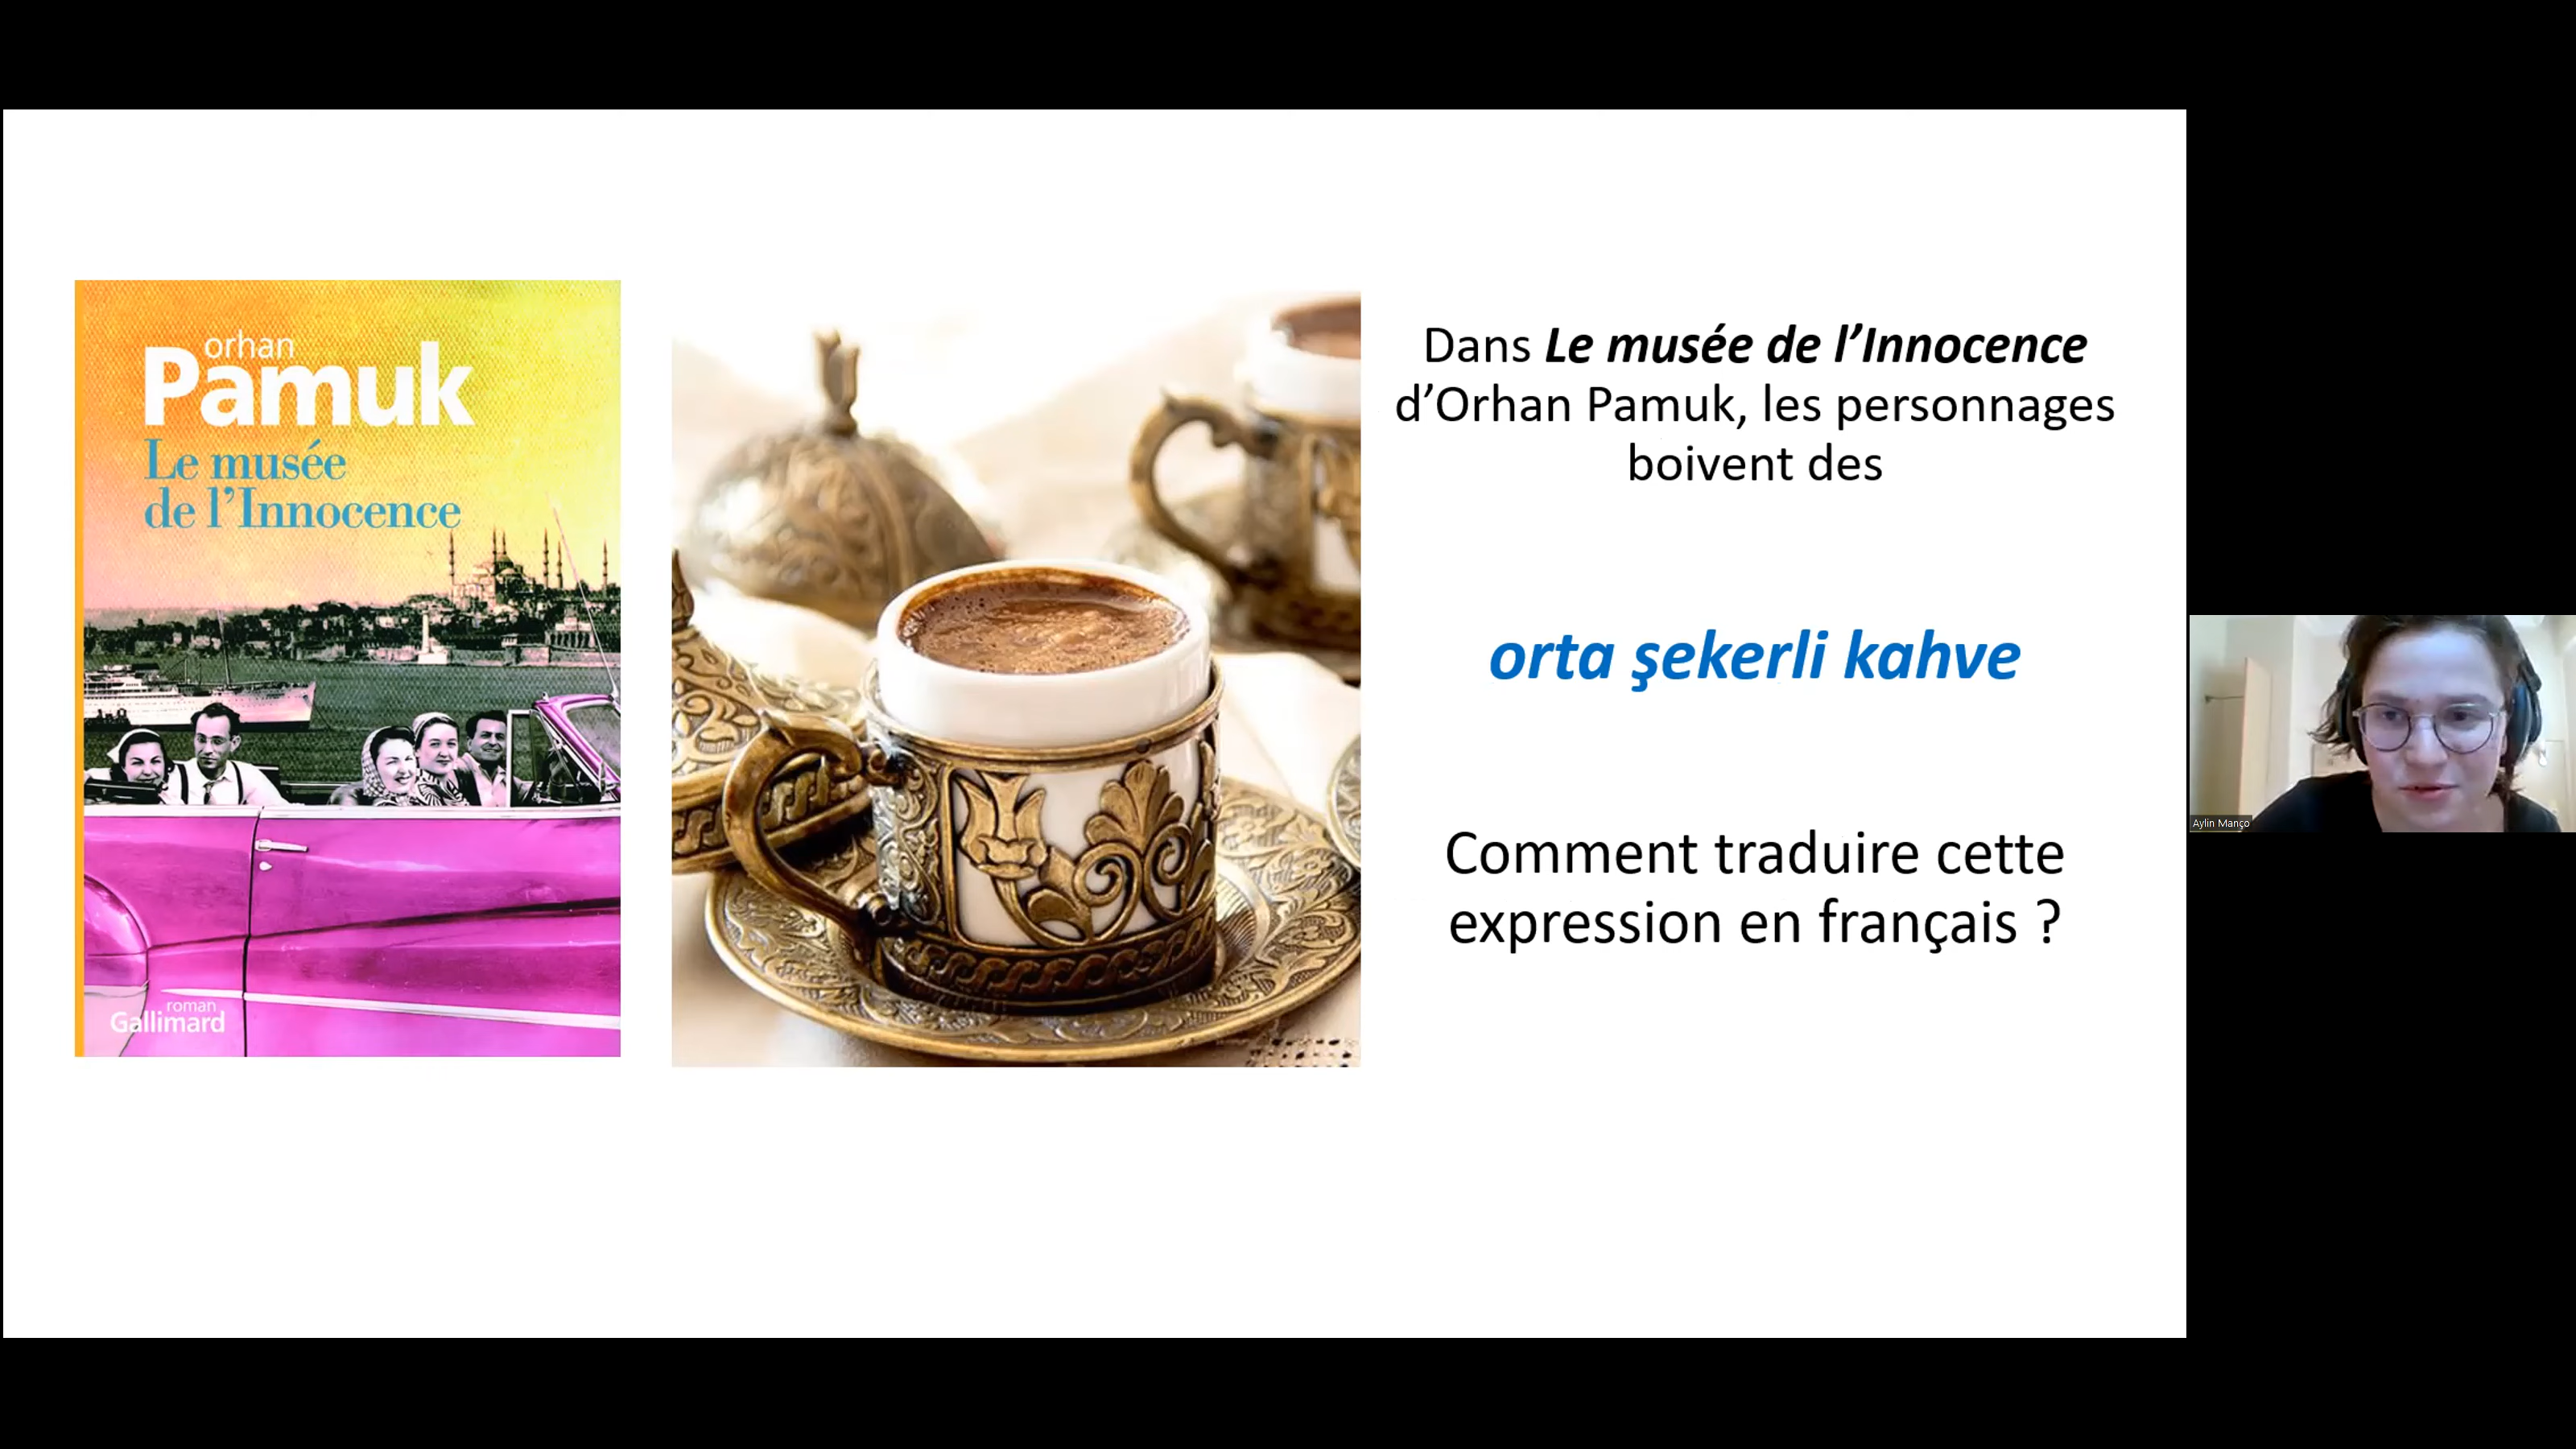 orhan
Pamuk
Le musée
de l'Innocence
roman
Gallimard
Dans Le musée de l’Innocence
d’Orhan Pamuk, les personnages
boivent des
orta şekerli kahve
Comment traduire cette
expression en français ?
Aylin Manço